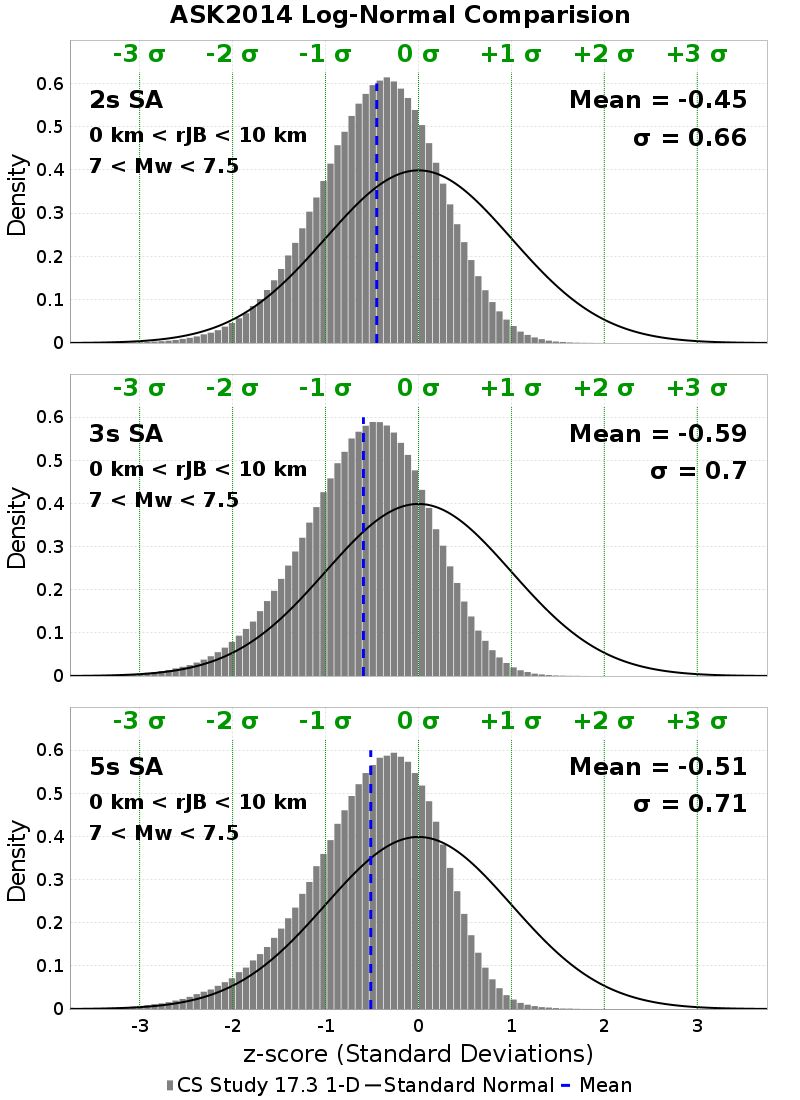 ASK2014 Log-Normal Comparision
-3 σ -2 σ -1 σ 0 σ +1 σ +2 σ +3 σ
0.6
0.5
0.4
0.3
0.2
0.1
0
Density
2s SA
0 km < rJB < 10 km
7 < Mw < 7.5
Mean = -0.45
σ = 0.66
-3 σ -2 σ -1 σ 0 σ +1 σ +2 σ +3 σ
0.6
0.5
0.4
0.3
0.2
0.1
0
Density
3s SA
0 km < rJB < 10 km
7 < Mw < 7.5
Mean = -0.59
σ = 0.7
-3 σ -2 σ -1 σ 0 σ +1 σ +2 σ +3 σ
0.6
0.5
0.4
0.3
0.2
0.1
0
Density
5s SA
0 km < rJB < 10 km
7 < Mw < 7.5
Mean = -0.51
σ = 0.71
-3 -2 -1 0 1 2 3
z-score (Standard Deviations)
CS Study 17.3 1-D Standard Normal Mean